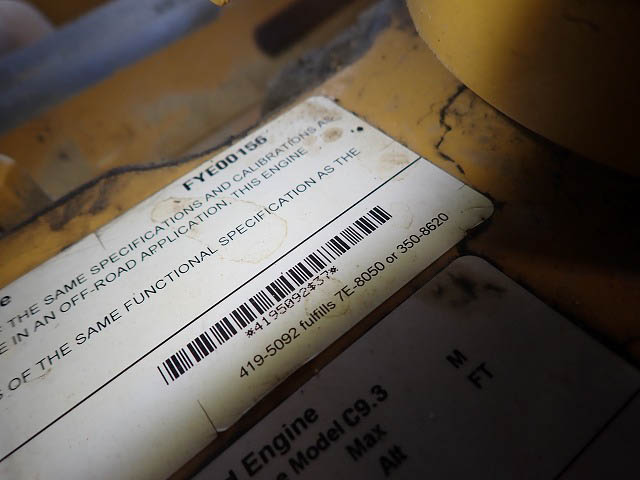 FYE00156
THE SAME SPECIFICATIONS AND CALIBRATIONS AS
E IN AN OFF-ROAD APPLICATION. THIS ENGINE
S OF THE SAME FUNCTIONAL SPECIFICATION AS THE
e
*4195092$37*
419-5092 fulfills 7E-8050 or 350-8620
d Engine
e Model C9.3
Max
Alt
M
FT